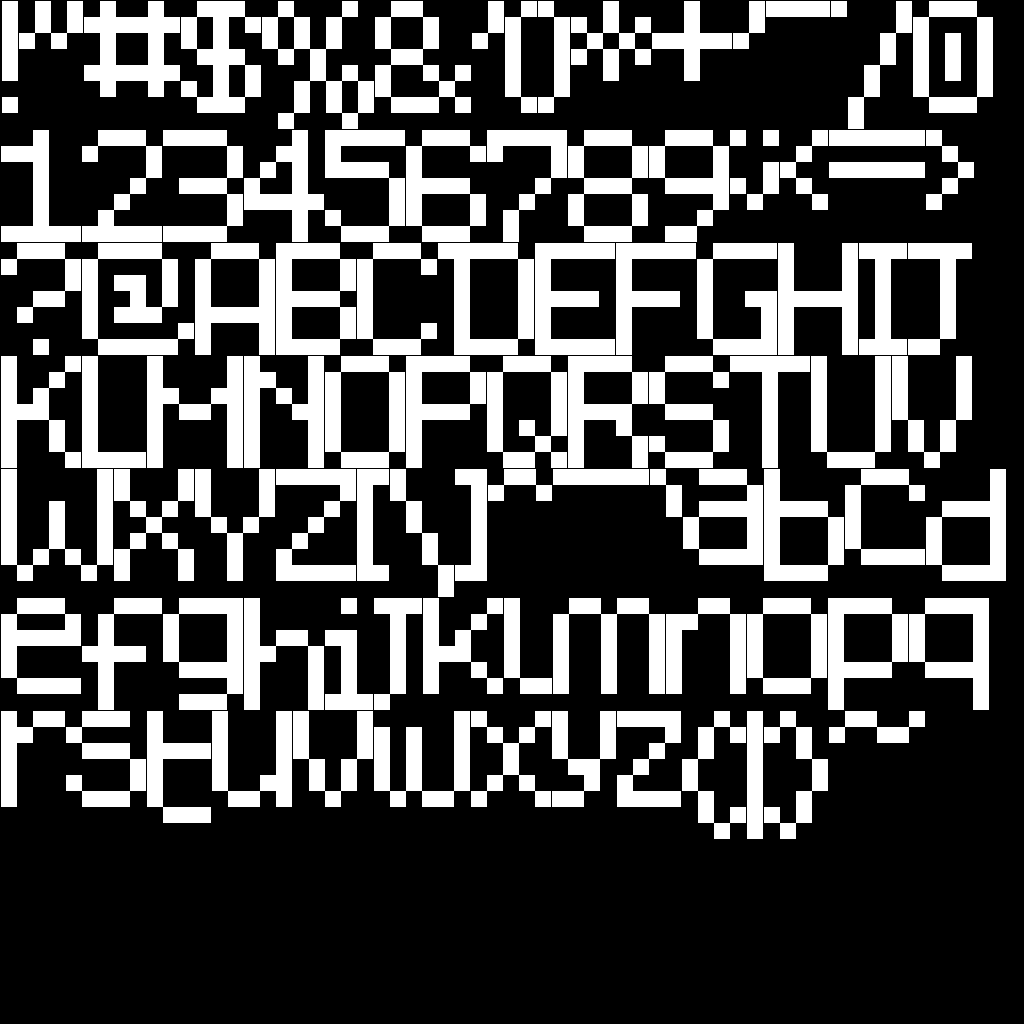 !"#$%&'()*+,-./0
123456789:;<=>
?@ABCDEFGHIJ
KLMNOPQRSTUV
WXYZ[\]^_`abcd
efghijklmnopq
rstuvwxyz{|}~